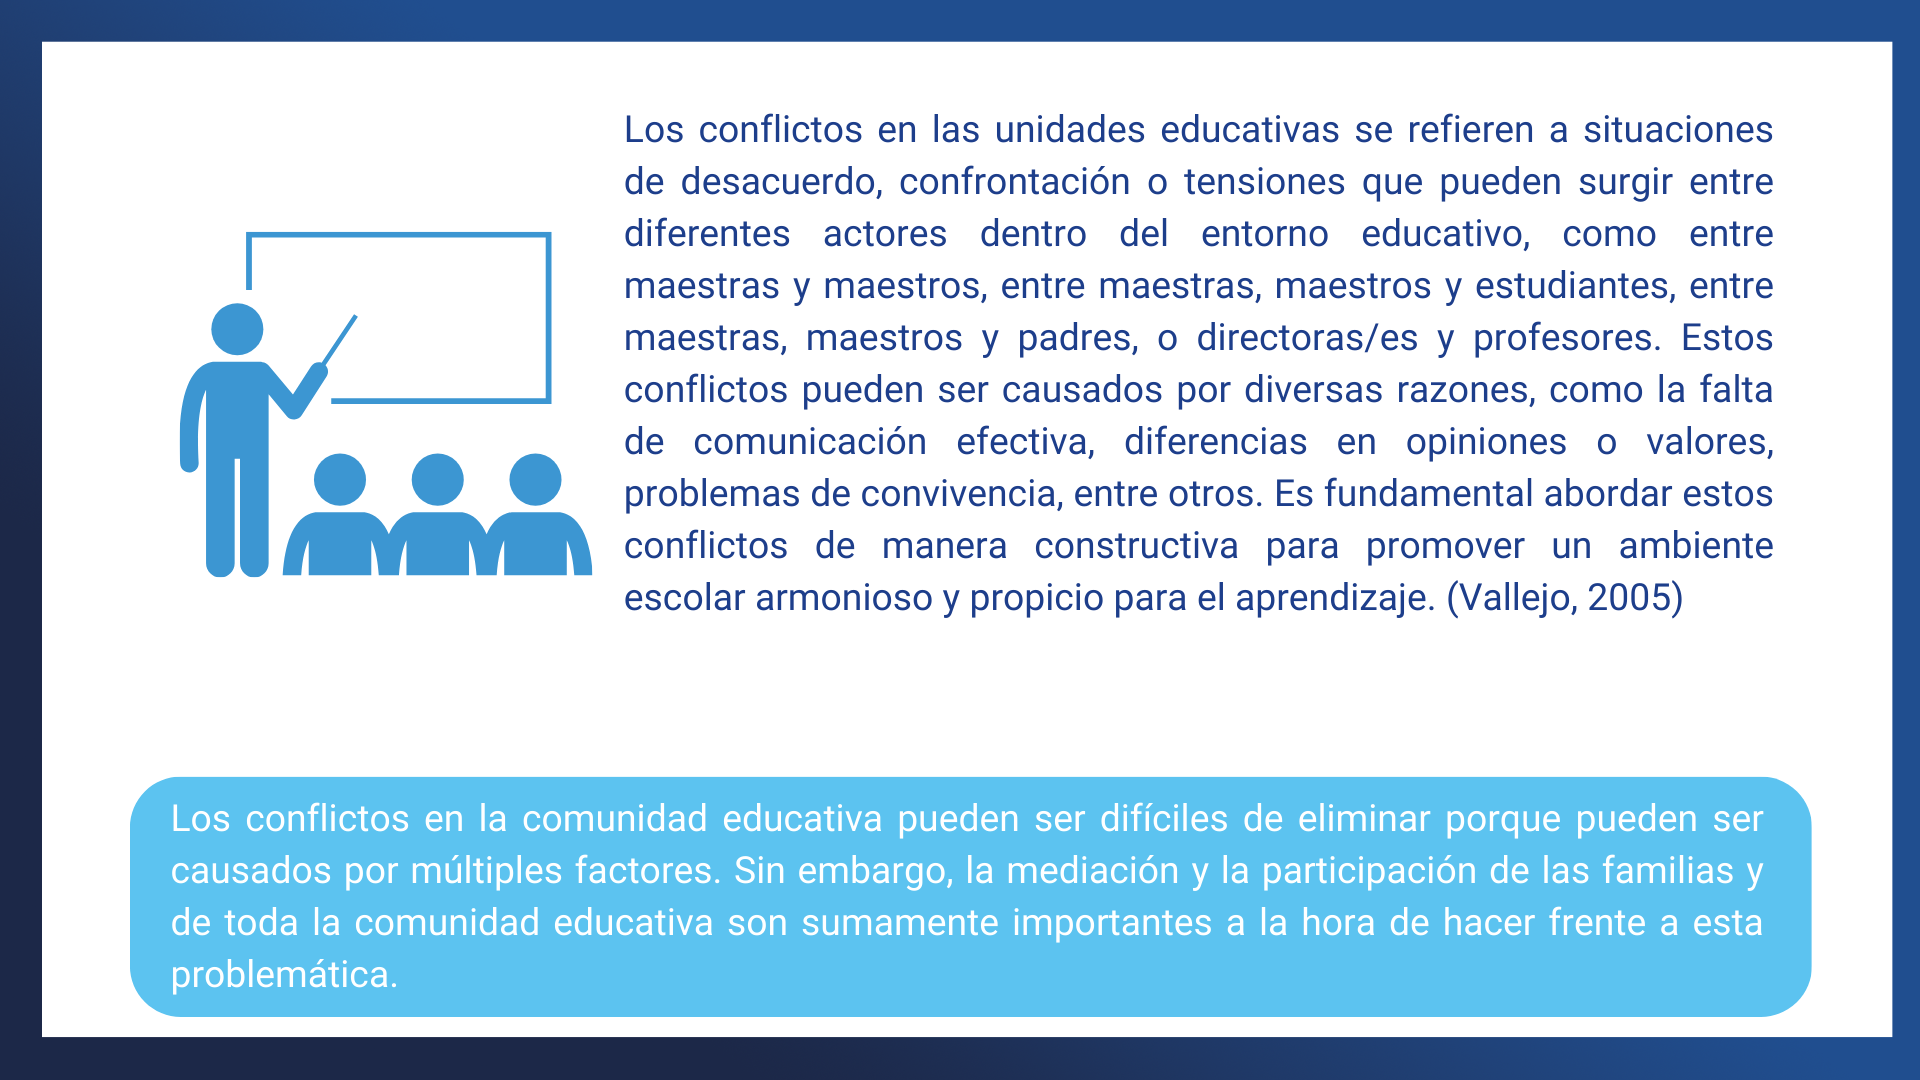 Los conflictos en las unidades educativas se refieren a situaciones
de desacuerdo, confrontación o tensiones que pueden surgir entre
diferentes actores dentro del entorno educativo, como entre
maestras y maestros, entre maestras, maestros y estudiantes, entre
maestras, maestros y padres, o directoras/es y profesores. Estos
conflictos pueden ser causados por diversas razones, como la falta
de comunicación efectiva, diferencias en opiniones o valores,
problemas de convivencia, entre otros. Es fundamental abordar estos
conflictos de manera constructiva para promover un ambiente
escolar armonioso y propicio para el aprendizaje. (Vallejo, 2005)
Los conflictos en la comunidad educativa pueden ser difíciles de eliminar porque pueden ser
causados por múltiples factores. Sin embargo, la mediación y la participación de las familias y
de toda la comunidad educativa son sumamente importantes a la hora de hacer frente a esta
problemática.